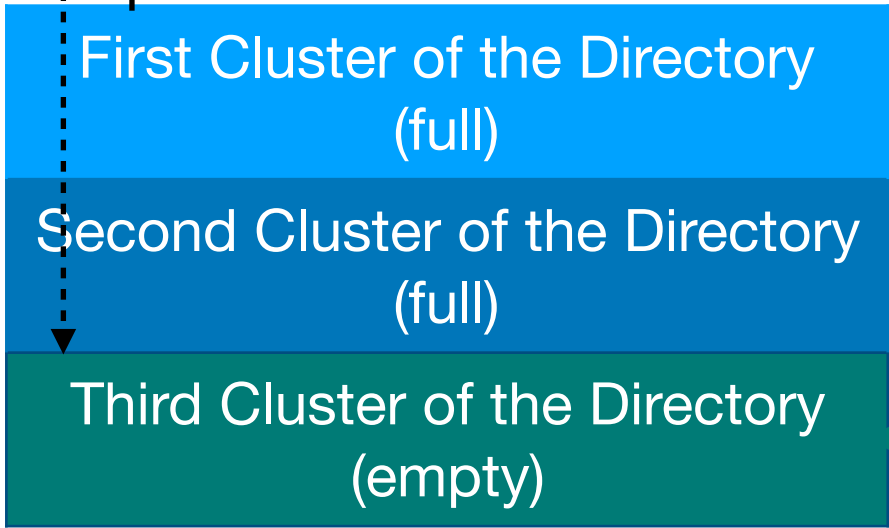 First Cluster of the Directory
(full)
Second Cluster of the Directory
(full)
Third Cluster of the Directory
(empty)